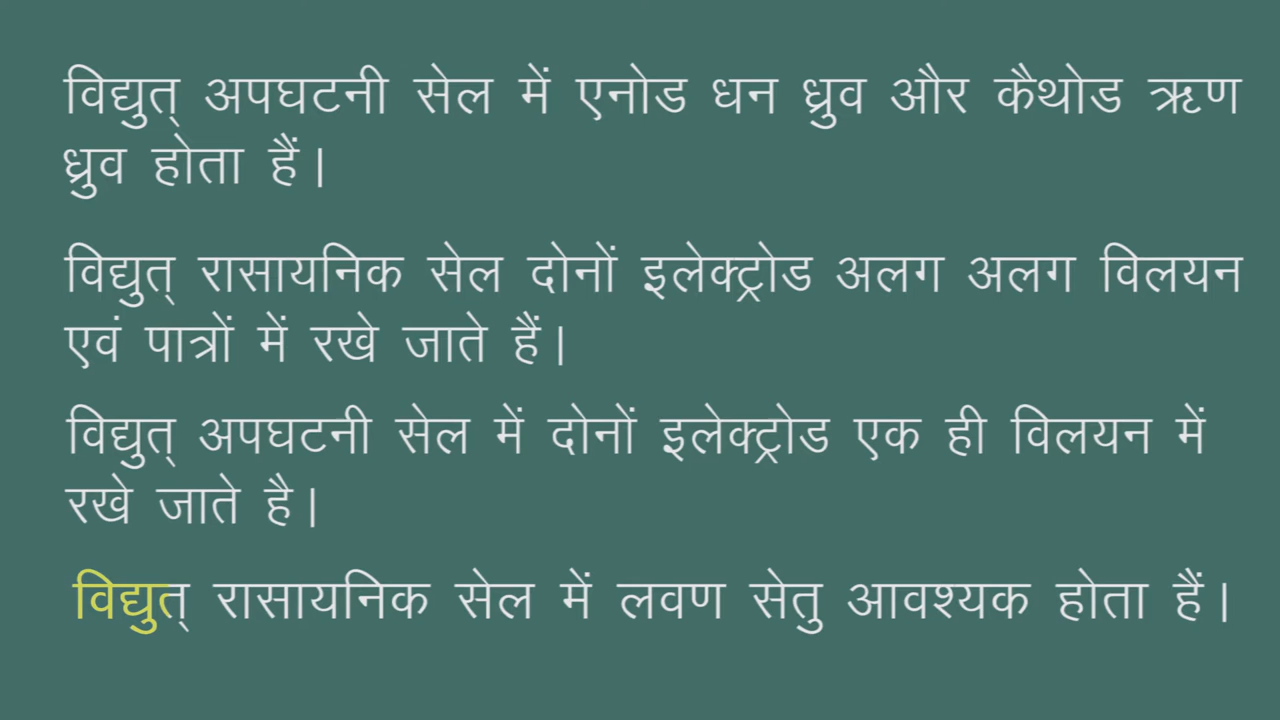 विद्युत् अपघटनी सेल में एनोड धन ध्रुव और कैथोड ऋण
ध्रुव होता हैं।
विद्युत् रासायनिक सेल दोनों इलेक्ट्रोड अलग अलग विलयन
एवं पात्रों में रखे जाते हैं।
विद्युत् अपघटनी सेल में दोनों इलेक्ट्रोड एक ही विलयन में
रखे जाते है।
विद्युत् रासायनिक सेल में लवण सेतु आवश्यक होता हैं।